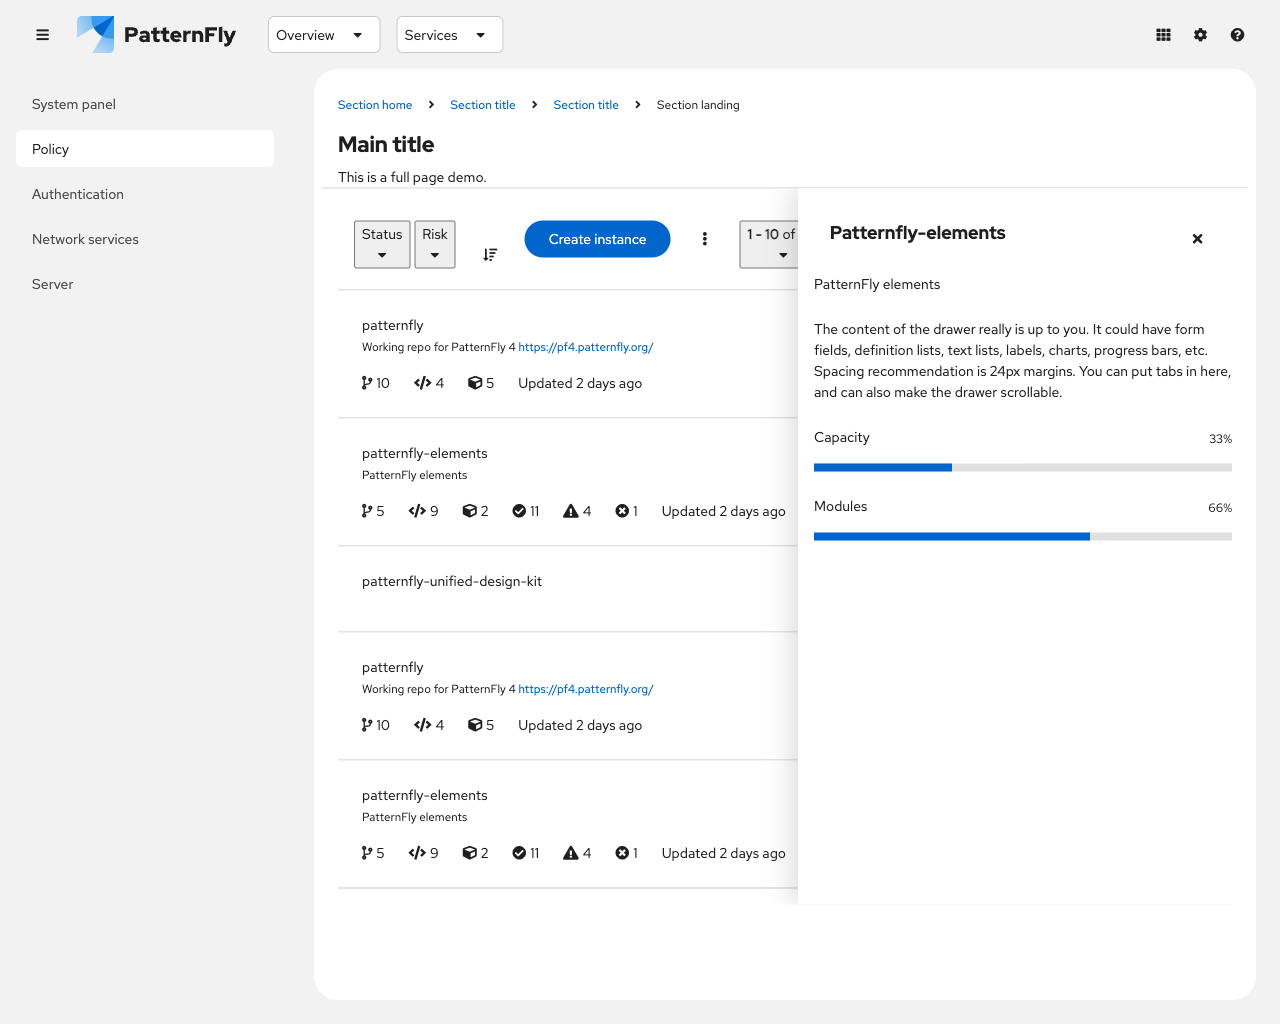 PatternFly
Overview
Services
System panel
Policy
Authentication
Network services
Server
Section home
Section title
Section title
Section landing
Main title
This is a full page demo.
Status
Risk
Create instance
1 - 10 of
patternfly
Working repo for PatternFly 4 https://pf4.patternfly.org/
10 4 5 Updated 2 days ago
patternfly-elements
PatternFly elements
5 9 2 11 4 1 Updated 2 days ago
patternfly-unified-design-kit
patternfly
Working repo for PatternFly 4 https://pf4.patternfly.org/
10 4 5 Updated 2 days ago
patternfly-elements
PatternFly elements
5 9 2 11 4 1 Updated 2 days ago
Patternfly-elements
PatternFly elements
The content of the drawer really is up to you. It could have form
fields, definition lists, text lists, labels, charts, progress bars, etc.
Spacing recommendation is 24px margins. You can put tabs in here,
and can also make the drawer scrollable.
Capacity
33%
Modules
66%